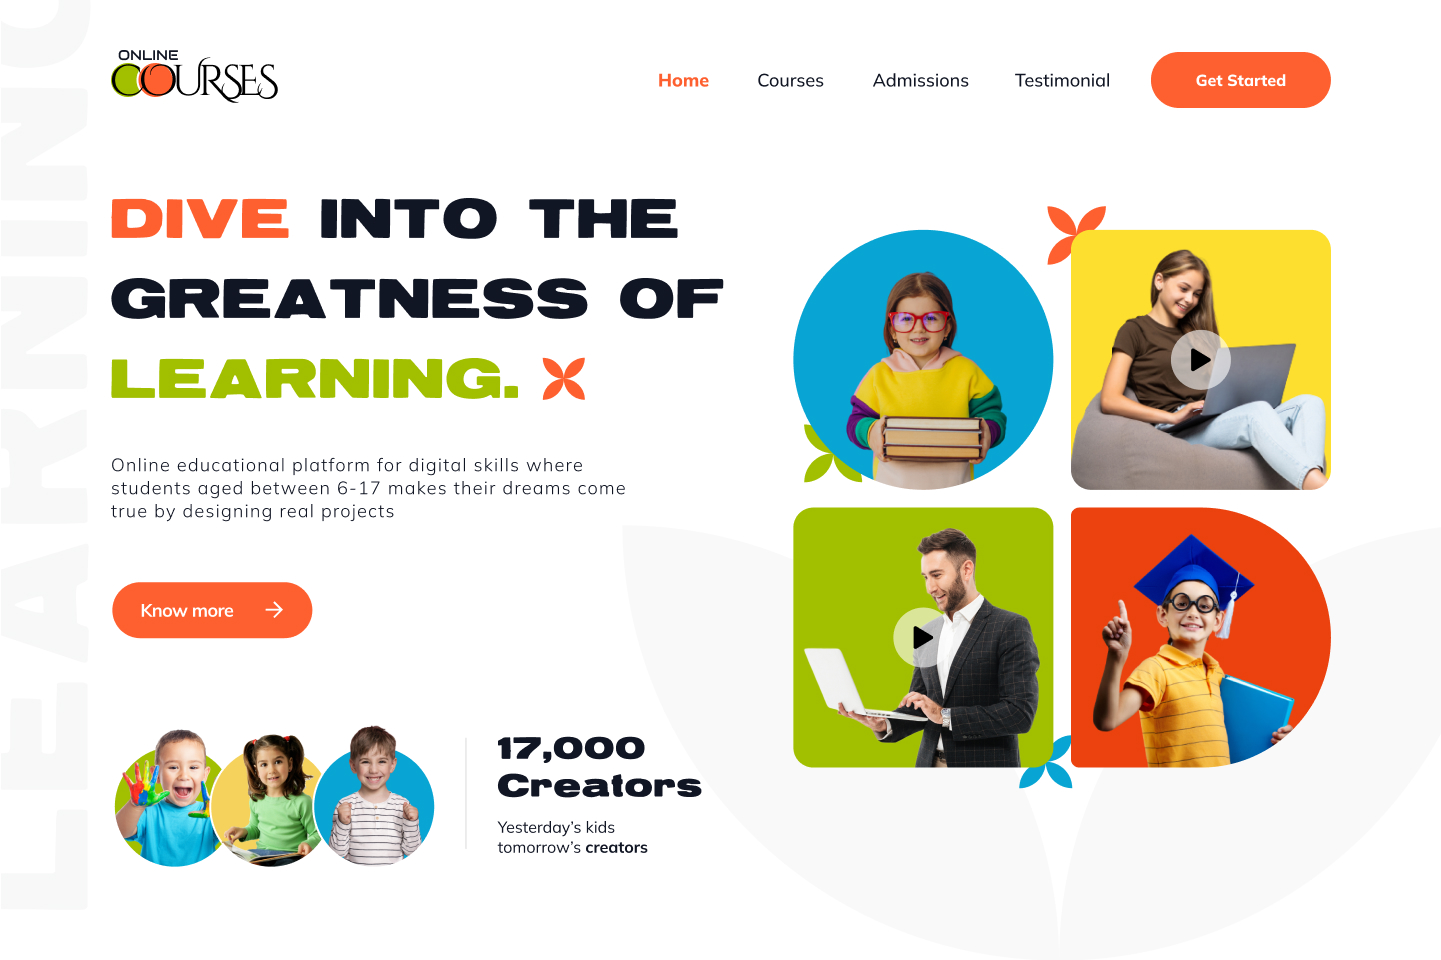 ONLINE
COURSES
Home Courses Admissions Testimonial Get Started
DIVE INTO THE
GREATNESS OF
LEARNING.
Online educational platform for digital skills where
students aged between 6-17 makes their dreams come
true by designing real projects
Know more
17,000
Creators
Yesterday’s kids
tomorrow’s creators
LEARNING